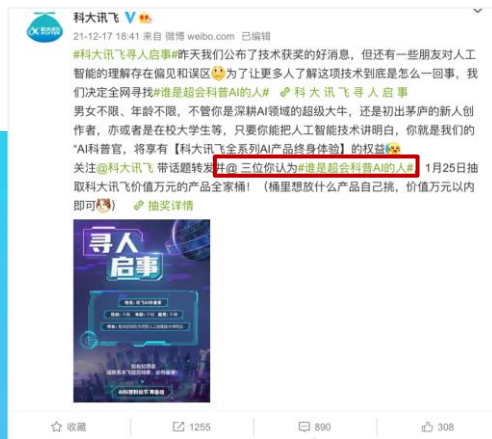 科大讯飞
21-12-17 18:41 来自 微博 weibo.com 已编辑
#科大讯飞寻人启事#昨天我们公布了技术获奖的好消息，但还有一些朋友对人工
智能的理解存在偏见和误区 为了让更多人了解这项技术到底是怎么一回事，我
们决定全网寻找#谁是超会科普AI的人# 科大讯飞寻人启事
男女不限、年龄不限，不管你是深耕AI领域的超级大牛，还是初出茅庐的新人创
作者，亦或者是在校大学生等，只要你能把人工智能技术讲明白，你就是我们的
“AI科普官，将享有【科大讯飞全系列AI产品终身体验】的权益
关注@科大讯飞 带话题转发并@ 三位你认为#谁是超会科普AI的人#，1月25日抽
取科大讯飞价值万元的产品全家桶！（桶里想放什么产品自己挑，价值万元以内
即可 ） 抽奖详情
寻人
启事
收藏
1255
890
308